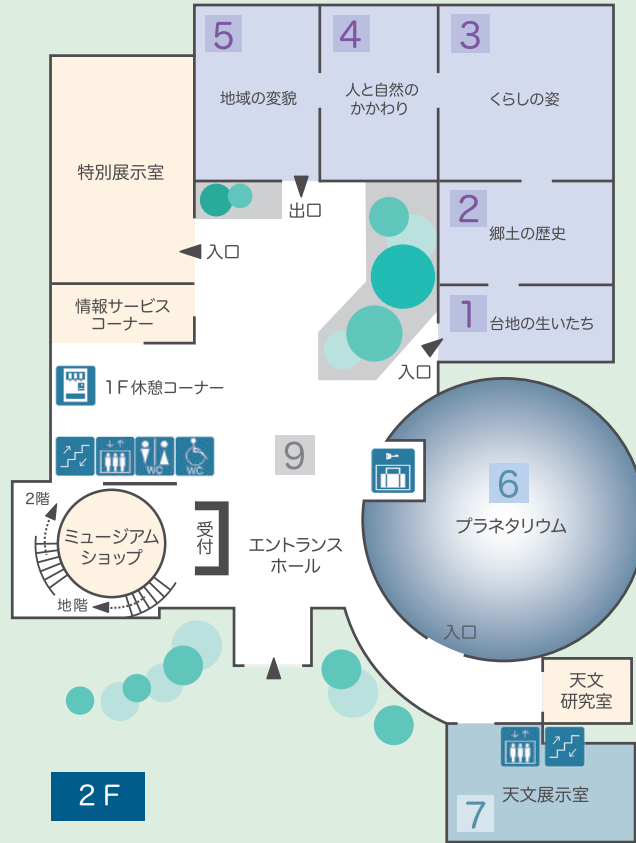 5
4
3
地域の変貌
人と自然の
かかわり
くらしの姿
特別展示室
2
郷土の歴史
出口
入口
情報サービス
コーナー
1
台地の生いたち
入口
1F休憩コーナー
WC
WC
9
6
プラネタリウム
2階
ミュージアム
ショップ
受付
エントランス
ホール
地階
入口
天文
研究室
7
天文展示室
2F